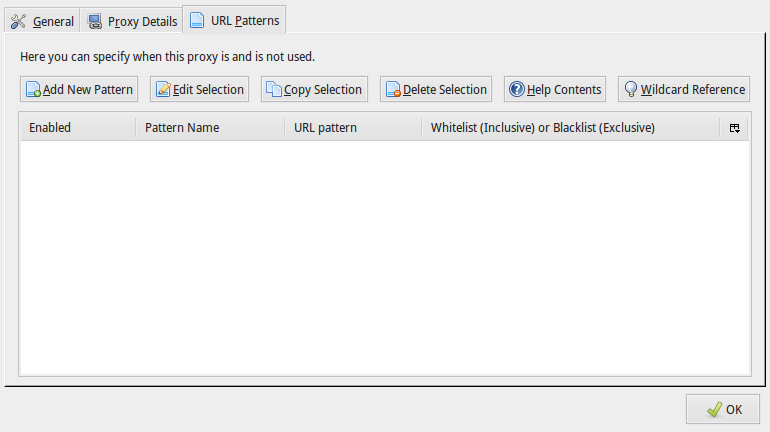 General Proxy Details URL Patterns
Here you can specify when this proxy is and is not used.
Add New Pattern Edit Selection Copy Selection Delete Selection Help Contents Wildcard Reference
Enabled Pattern Name URL pattern Whitelist (Inclusive) or Blacklist (Exclusive)
OK